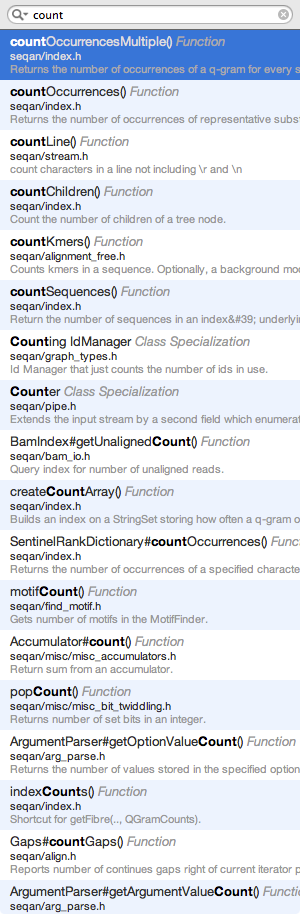 count
countOccurrencesMultiple() Function
seqan/index.h
Returns the number of occurrences of a q-gram for every s
countOccurrences() Function
seqan/index.h
Returns the number of occurrences of representative subst
countLine() Function
seqan/stream.h
count characters in a line not including \r and \n
countChildren() Function
seqan/index.h
Count the number of children of a tree node.
countKmers() Function
seqan/alignment_free.h
Counts kmers in a sequence. Optionally, a background mod
countSequences() Function
seqan/index.h
Return the number of sequences in an index&#39; underlyin
Counting IdManager Class Specialization
seqan/graph_types.h
Id Manager that just counts the number of ids in use.
Counter Class Specialization
seqan/pipe.h
Extends the input stream by a second field which enumerat
BamIndex#getUnalignedCount() Function
seqan/bam_io.h
Query index for number of unaligned reads.
createCountArray() Function
seqan/index.h
Builds an index on a StringSet storing how often a q-gram o
SentinelRankDictionary#countOccurrences() Functi
seqan/index.h
Returns the number of occurrences of a specified characte
motifCount() Function
seqan/find_motif.h
Gets number of motifs in the MotifFinder.
Accumulator#count() Function
seqan/misc/misc_accumulators.h
Return sum from an accumulator.
popCount() Function
seqan/misc/misc_bit_twiddling.h
Returns number of set bits in an integer.
ArgumentParser#getOptionValueCount() Function
seqan/arg_parse.h
Returns the number of values stored in the specified option
indexCounts() Function
seqan/index.h
Shortcut for getFibre(.., QGramCounts).
Gaps#countGaps() Function
seqan/align.h
Reports number of continues gaps right of current iterator p
ArgumentParser#getArgumentValueCount() Function
seqan/arg_parse.h